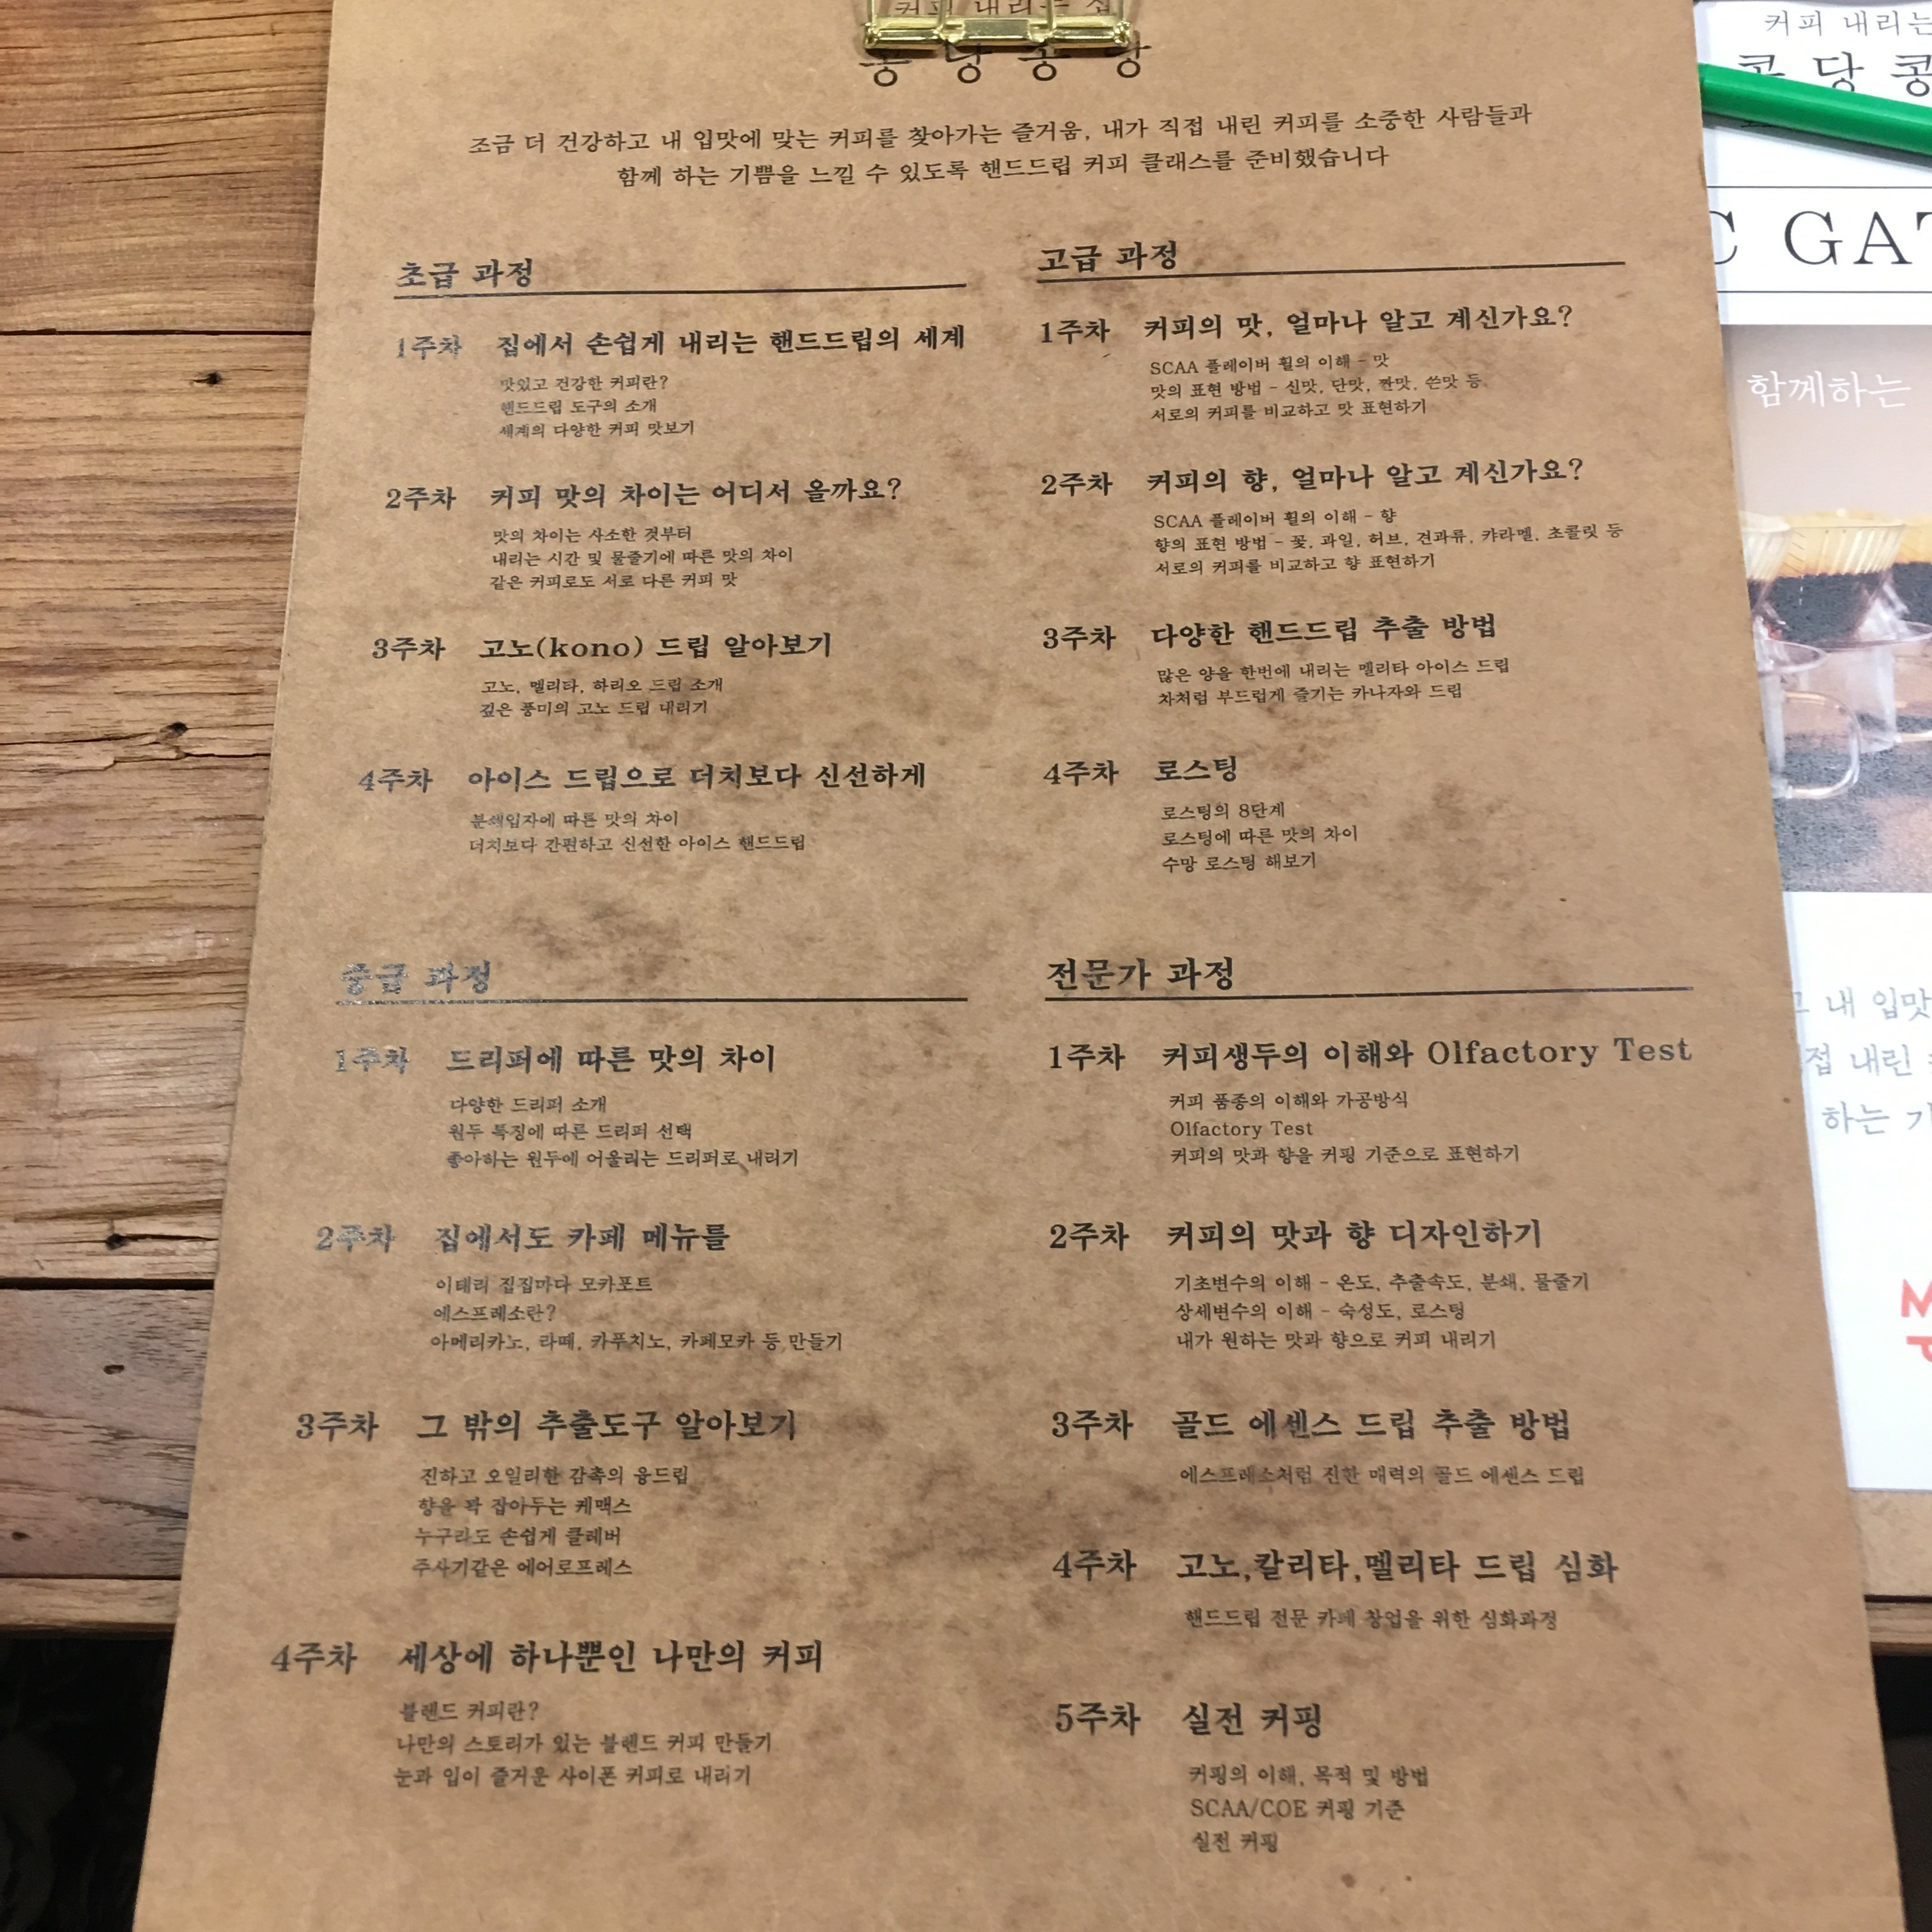 커피 내리는 집
콩당콩당
조금 더 건강하고 내 입맛에 맞는 커피를 찾아가는 즐거움, 내가 직접 내린 커피를 소중한 사람들과
함께 하는 기쁨을 느낄 수 있도록 핸드드립 커피 클래스를 준비했습니다
초급 과정
1주차 집에서 손쉽게 내리는 핸드드립의 세계
맛있고 건강한 커피란?
핸드드립 도구의 소개
세계의 다양한 커피 맛보기
2주차 커피 맛의 차이는 어디서 올까요?
맛의 차이는 사소한 것부터
내리는 시간 및 물줄기에 따른 맛의 차이
같은 커피로도 서로 다른 커피 맛
3주차 고노(kono) 드립 알아보기
고노, 멜리타, 하리오 드립 소개
깊은 풍미의 고노 드립 내리기
4주차 아이스 드립으로 더치보다 신선하게
분쇄입자에 따른 맛의 차이
더치보다 간편하고 신선한 아이스 핸드드립
중급 과정
1주차 드리퍼에 따른 맛의 차이
다양한 드리퍼 소개
원두 특징에 따른 드리퍼 선택
좋아하는 원두에 어울리는 드리퍼로 내리기
2주차 집에서도 카페 메뉴를
이태리 집집마다 모카포트
에스프레소란?
아메리카노, 라떼, 카푸치노, 카페모카 등 만들기
3주차 그 밖의 추출도구 알아보기
진하고 오일리한 감촉의 융드립
향을 꽉 잡아두는 케맥스
누구라도 손쉽게 클레버
주사기같은 에어로프레스
4주차 세상에 하나뿐인 나만의 커피
블렌드 커피란?
나만의 스토리가 있는 블렌드 커피 만들기
눈과 입이 즐거운 사이폰 커피로 내리기
고급 과정
1주차 커피의 맛, 얼마나 알고 계신가요?
SCAA 플레이버 휠의 이해 - 맛
맛의 표현 방법 - 신맛, 단맛, 짠맛, 쓴맛 등
서로의 커피를 비교하고 맛 표현하기
2주차 커피의 향, 얼마나 알고 계신가요?
SCAA 플레이버 휠의 이해 - 향
향의 표현 방법 - 꽃, 과일, 허브, 견과류, 캬라멜, 초콜릿 등
서로의 커피를 비교하고 향 표현하기
3주차 다양한 핸드드립 추출 방법
많은 양을 한번에 내리는 멜리타 아이스 드립
차처럼 부드럽게 즐기는 카나자와 드립
4주차 로스팅
로스팅의 8단계
로스팅에 따른 맛의 차이
수망 로스팅 해보기
전문가 과정
1주차 커피생두의 이해와 Olfactory Test
커피 품종의 이해와 가공방식
Olfactory Test
커피의 맛과 향을 커핑 기준으로 표현하기
2주차 커피의 맛과 향 디자인하기
기초변수의 이해 - 온도, 추출속도, 분쇄, 물줄기
상세변수의 이해 - 숙성도, 로스팅
내가 원하는 맛과 향으로 커피 내리기
3주차 골드 에센스 드립 추출 방법
에스프레소처럼 진한 매력의 골드 에센스 드립
4주차 고노,칼리타,멜리타 드립 심화
핸드드립 전문 카페 창업을 위한 심화과정
5주차 실전 커핑
커핑의 이해, 목적 및 방법
SCAA/COE 커핑 기준
실전 커핑
커피 내리는
콩당콩
C GAT
함께하는
내 입맛
접 내린
하는 기